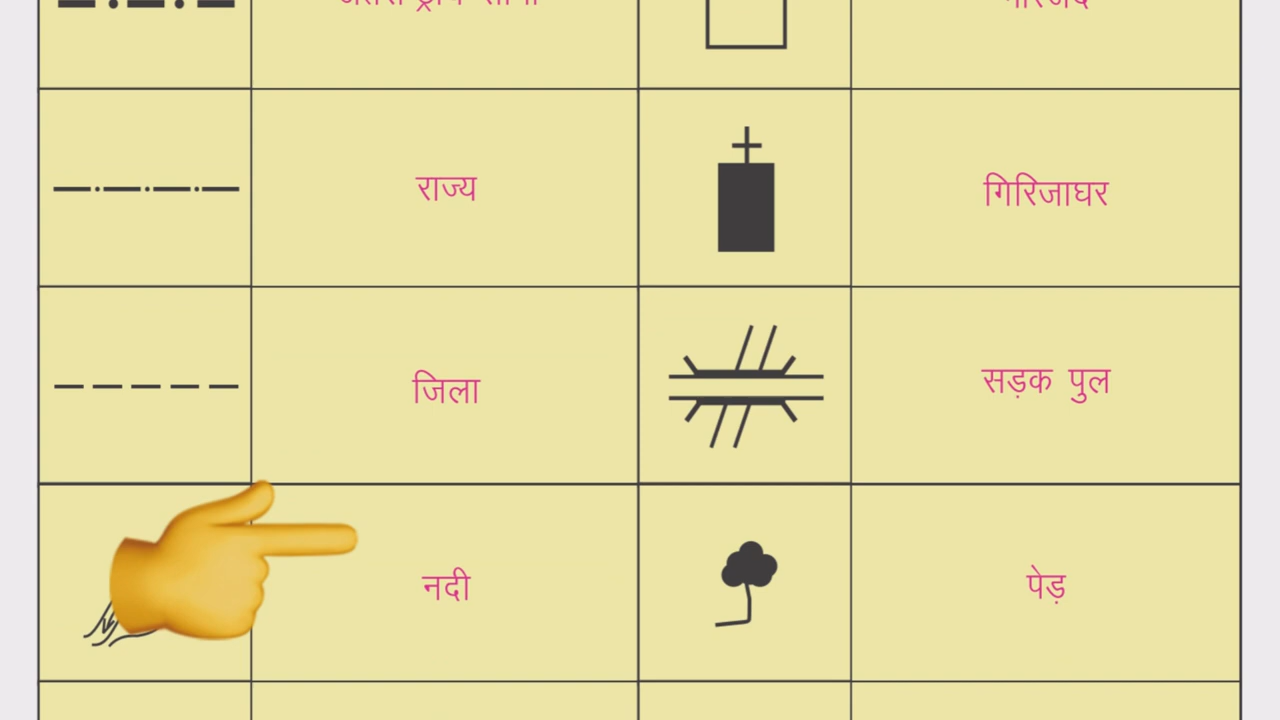 राज्य गिरिजाघर
जिला सड़क पुल
नदी पेड़